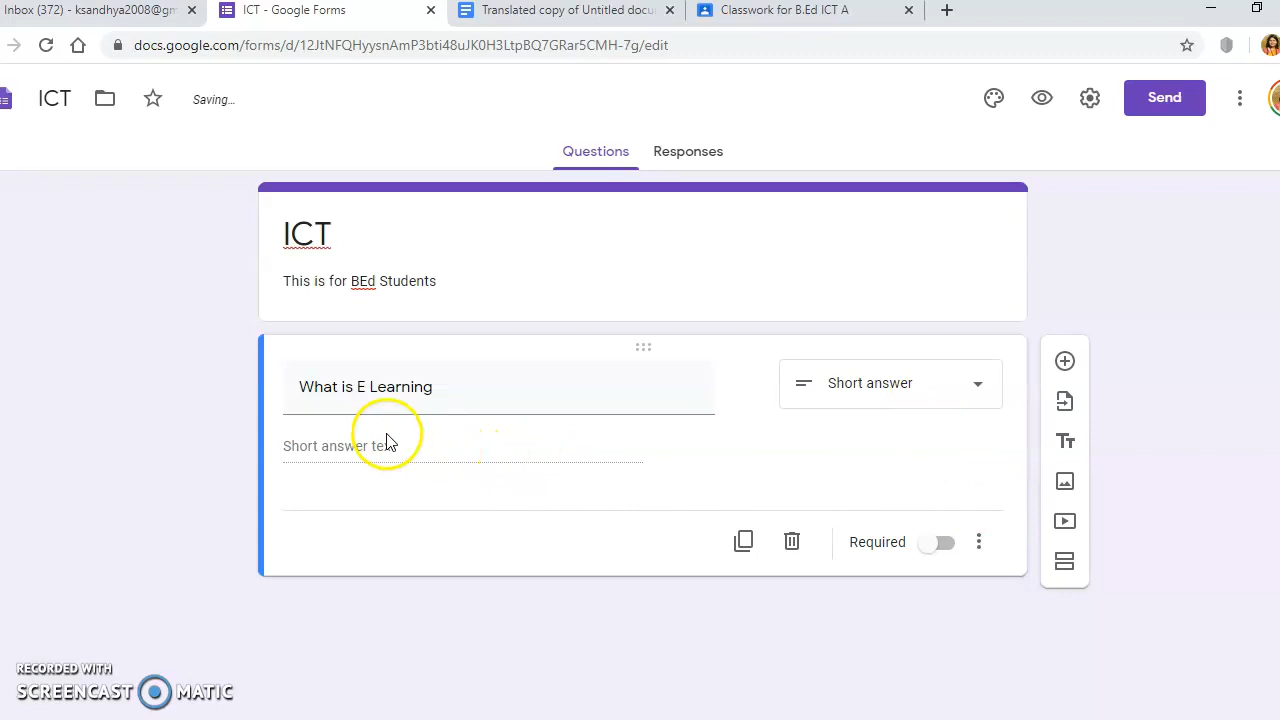 Inbox (372) - ksandhya2008@gm
ICT - Google Forms
Translated copy of Untitled docu
Classwork for B.Ed ICT A
docs.google.com/forms/d/12JtNFQHyysnAmP3bti48uJK0H3LtpBQ7GRer5CMH-7g/edit
ICT
Saving...
Send
Questions
Responses
ICT
This is for BEd Students
What is E Learning
Short answer
Short answer text
Required
RECORDED WITH
SCREENCAST MATIC